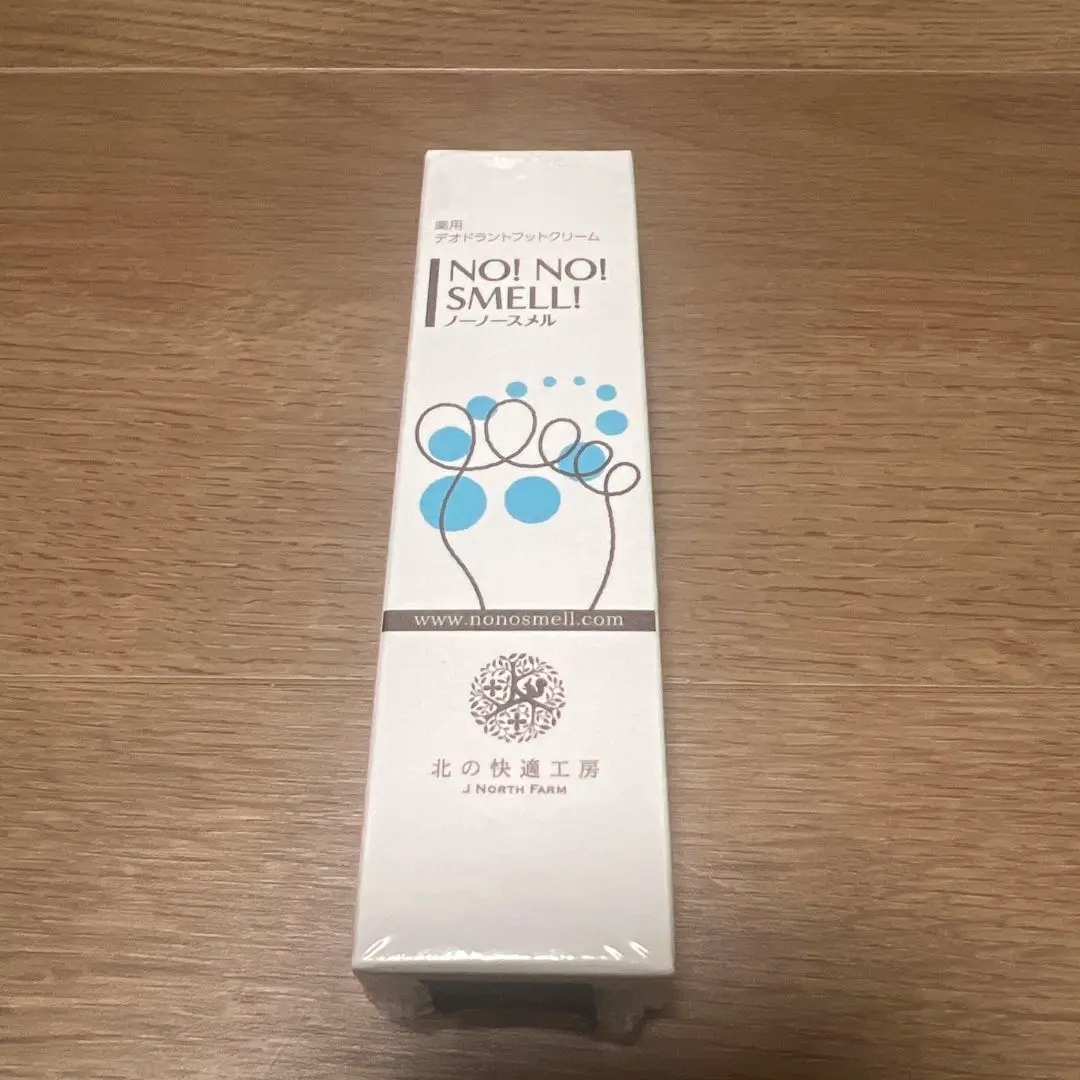 薬用
デオドラントフットクリーム
NO! NO!
SMELL!
ノーノースメル
www.nonosmell.com
北の快適工房
J NORTH FARM